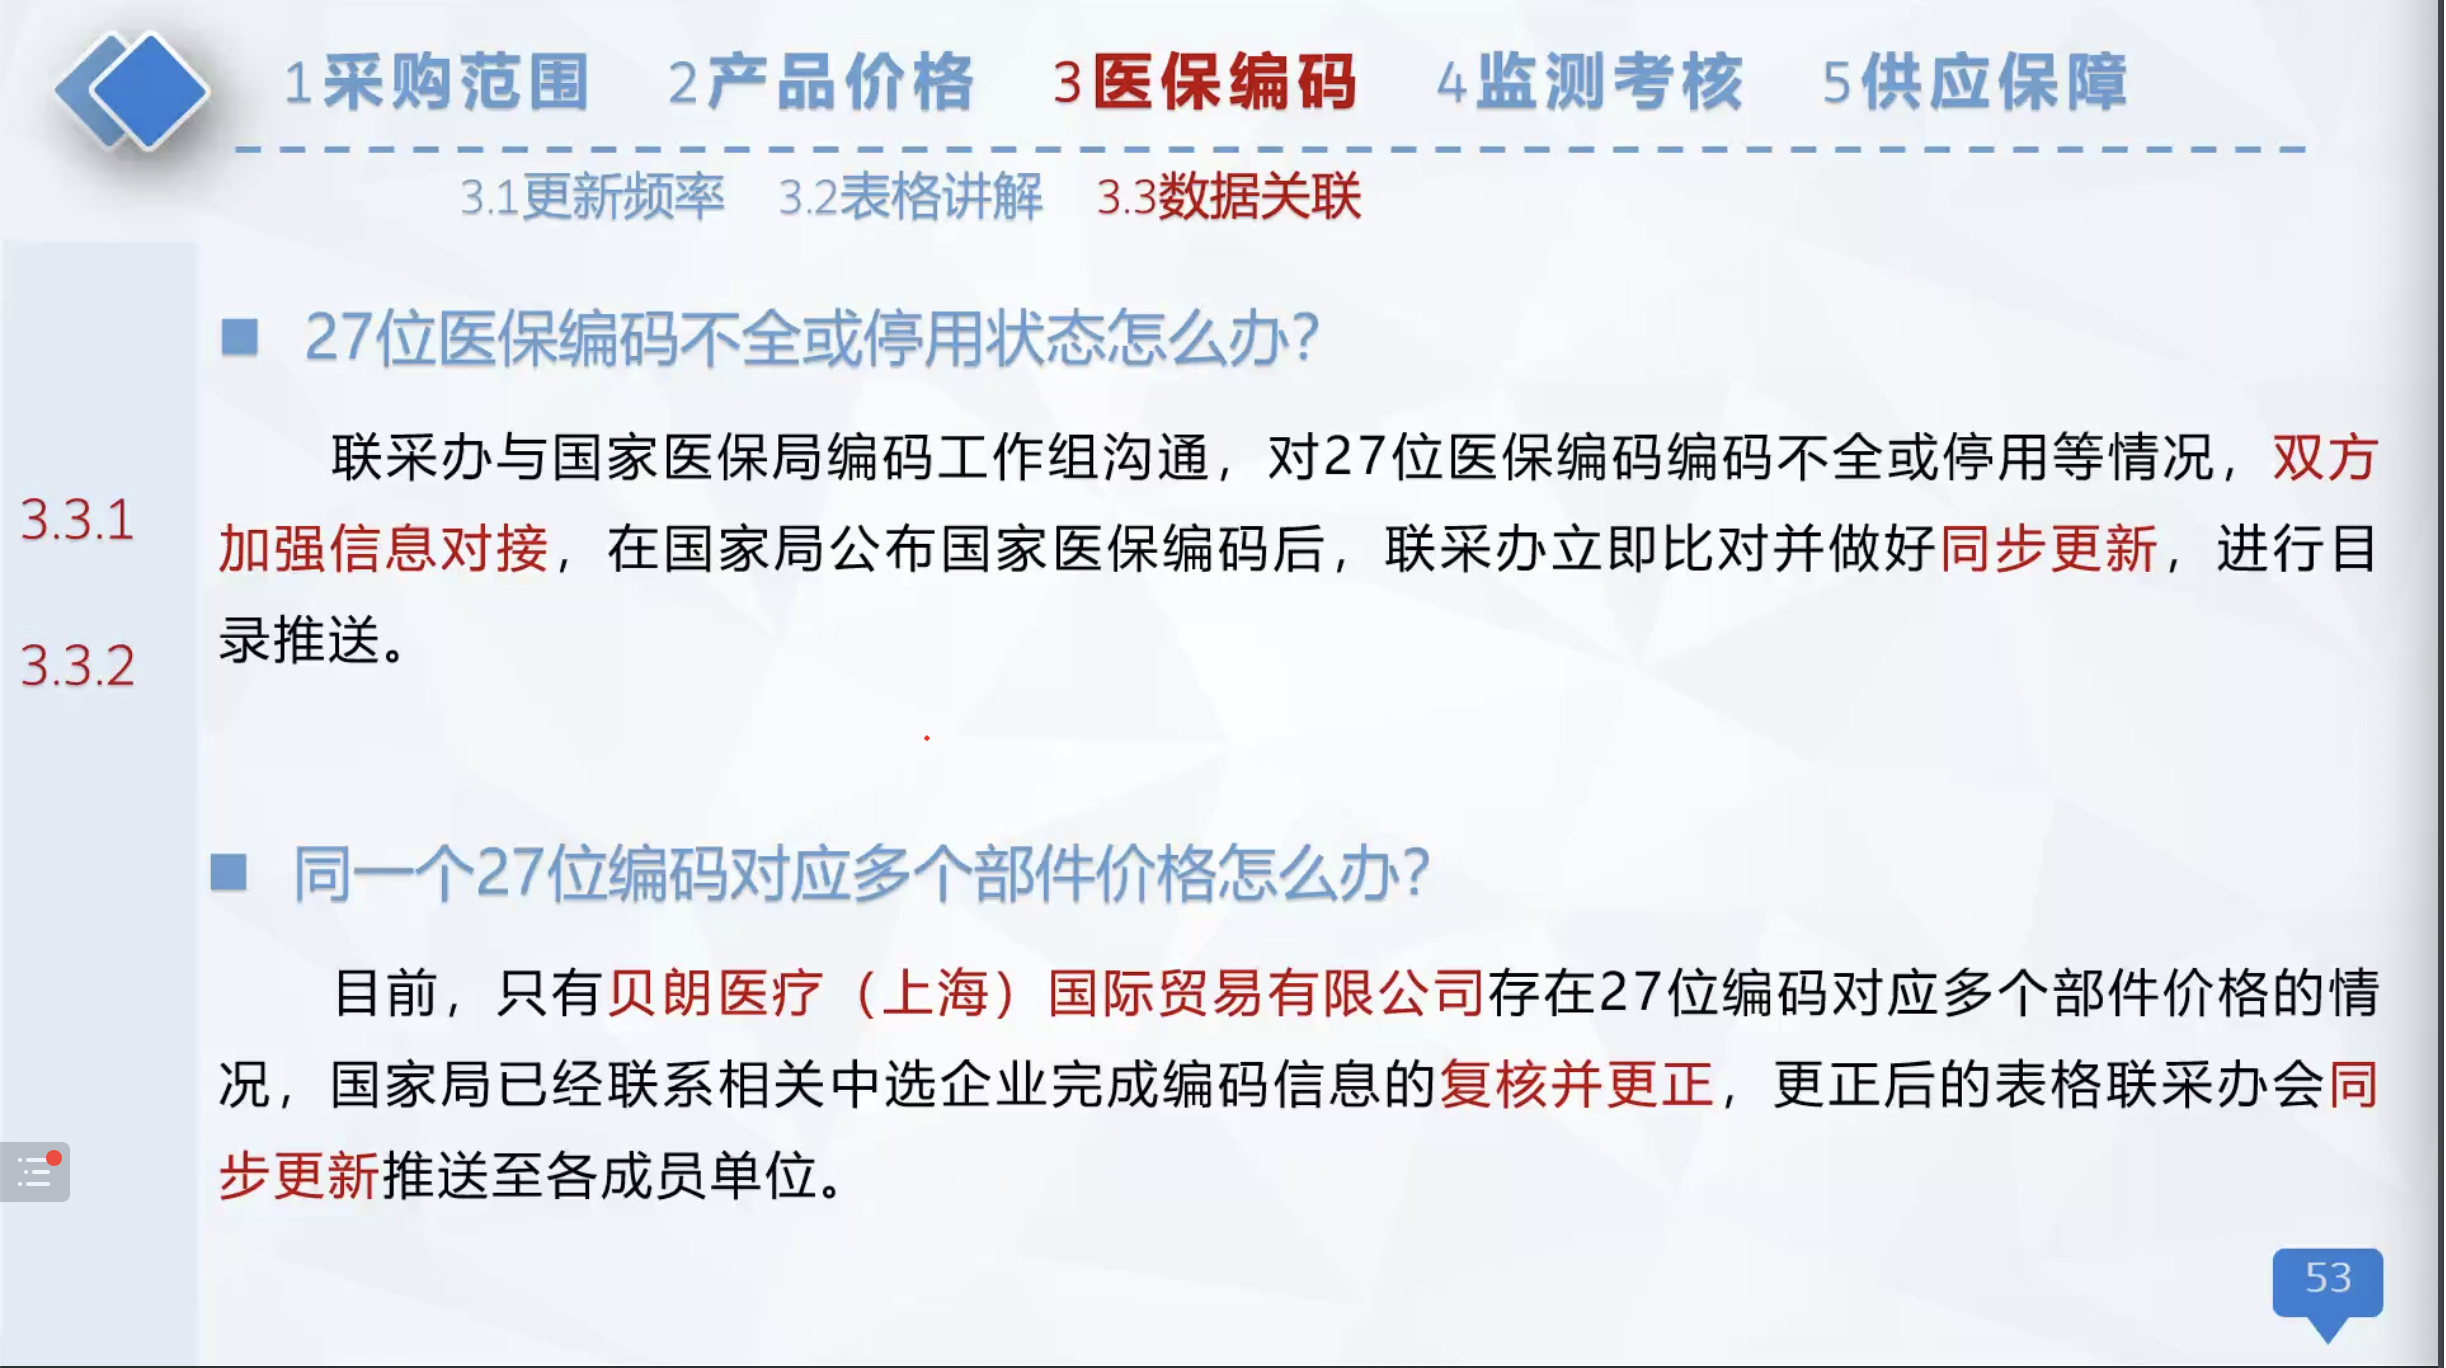 1采购范围 2产品价格 3医保编码 4监测考核 5供应保障
3.1更新频率 3.2表格讲解 3.3数据关联
27位医保编码不全或停用状态怎么办?
联采办与国家医保局编码工作组沟通，对27位医保编码编码不全或停用等情况，双方
加强信息对接，在国家局公布国家医保编码后，联采办立即比对并做好同步更新，进行目
录推送。
3.3.1
3.3.2
同一个27位编码对应多个部件价格怎么办?
目前，只有贝朗医疗（上海）国际贸易有限公司存在27位编码对应多个部件价格的情
况，国家局已经联系相关中选企业完成编码信息的复核并更正，更正后的表格联采办会同
步更新推送至各成员单位。
53